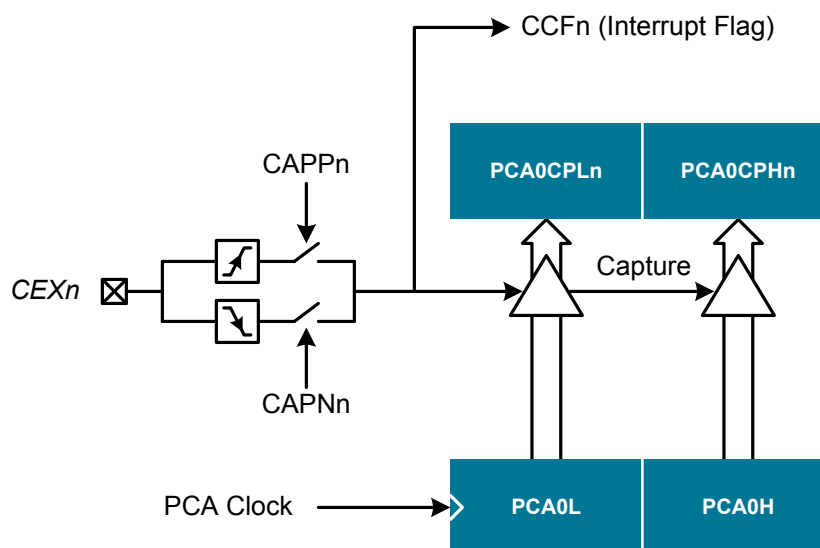 CCFn (Interrupt Flag)
PCA0CPLn
PCA0CPHn
CAPPn
Capture
CEXn
CAPNn
PCA Clock
PCA0L
PCA0H